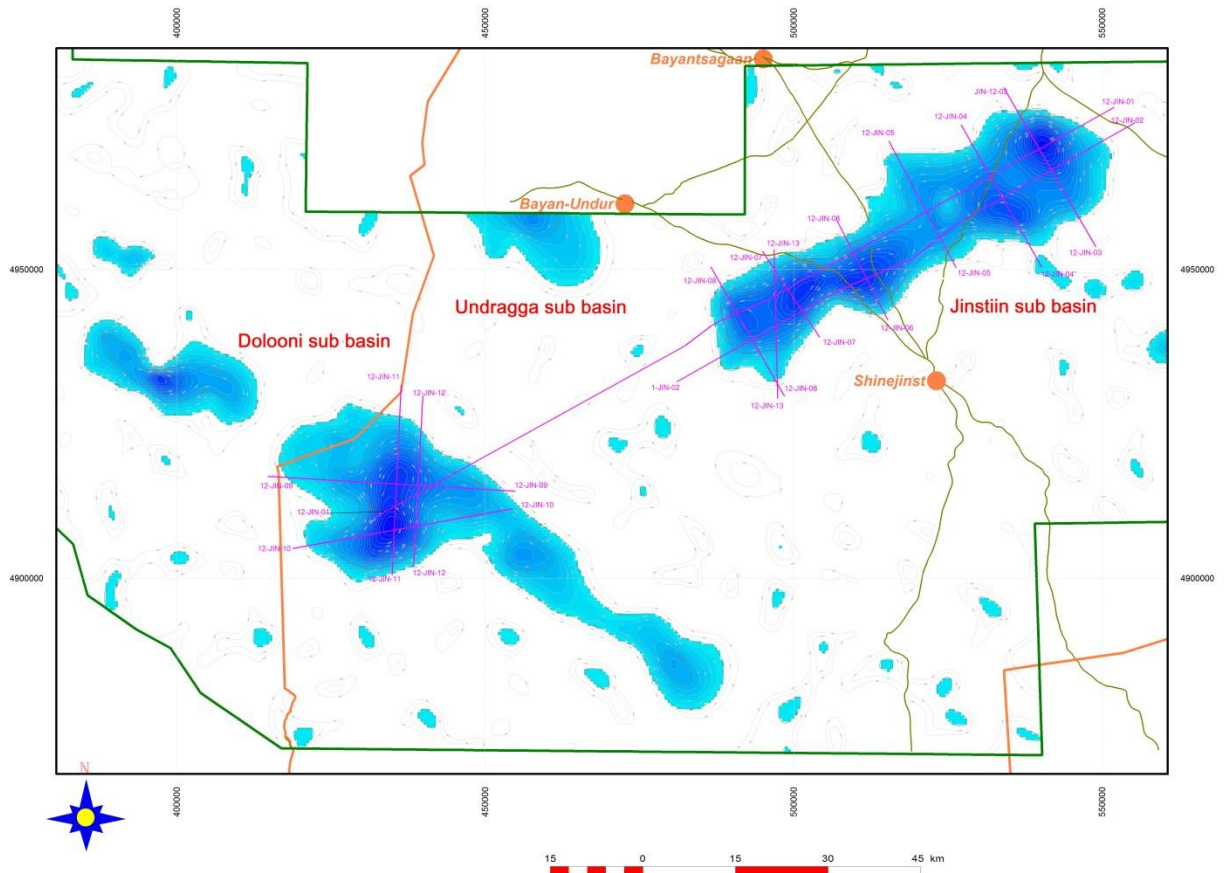 400000
450000
500000
550000
Bayantsagaan
JIN-12-03
12-JIN-01
12-JIN-02
12-JIN-04
12-JIN-05
Bayan-Undur
12-JIN-06
12-JIN-13
12-JIN-07
12-JIN-03
4950000
4950000
12-JIN-08
12-JIN-05
12-JIN-04
Undragga sub basin
Jinstiin sub basin
Dolooni sub basin
12-JIN-06
12-JIN-07
12-JIN-11
12-JIN-12
1-JIN-02
12-JIN-08
12-JIN-13
Shinejinst
12-JIN-09
12-JIN-09
12-JIN-01
12-JIN-10
12-JIN-10
4900000
4900000
12-JIN-11
12-JIN-12
N
400000
450000
500000
550000
15 0 15 30 45 km